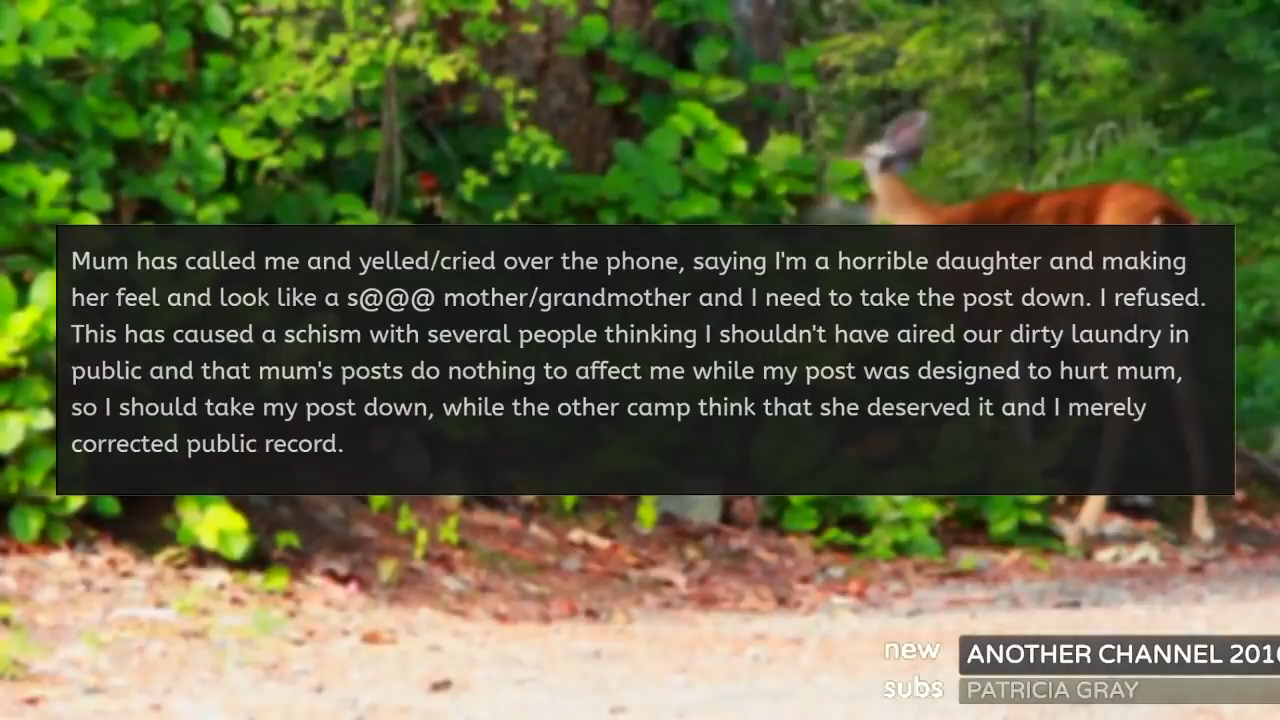 Mum has called me and yelled/cried over the phone, saying I'm a horrible daughter and making
her feel and look like a s@@@ mother/grandmother and I need to take the post down. I refused.
This has caused a schism with several people thinking I shouldn't have aired our dirty laundry in
public and that mum's posts do nothing to affect me while my post was designed to hurt mum,
so I should take my post down, while the other camp think that she deserved it and I merely
corrected public record.
new
ANOTHER CHANNEL 201
subs
PATRICIA GRAY